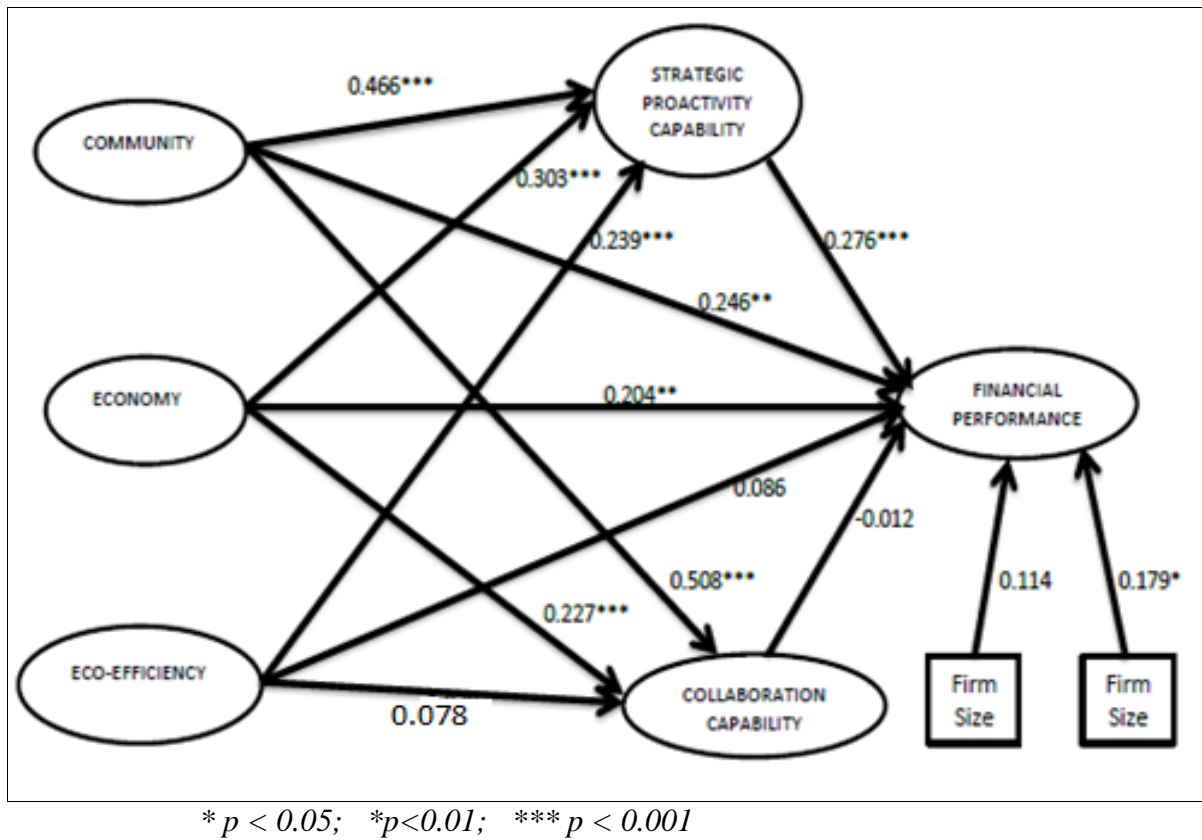 0.466***
STRATEGIC
PROACTIVITY
CAPABILITY
COMMUNITY
0.303***
0.239***
0.276***
0.246**
ECONOMY
0.204**
FINANCIAL
PERFORMANCE
0.086
-0.012
0.508***
0.114
0.179*
0.227***
ECO-EFFICIENCY
0.078
COLLABORATION
CAPABILITY
Firm
Size
Firm
Size
* p < 0.05; *p<0.01; *** p < 0.001